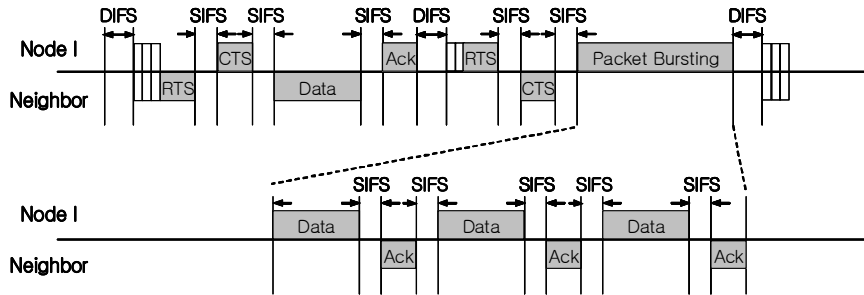 DIFS SIFS SIFS SIFS DIFS SIFS SIFS DIFS
Node I CTS Ack RTS Packet Bursting
Neighbor RTS Data CTS
SIFS SIFS SIFS SIFS SIFS
Node I Data Data Data
Neighbor Ack Ack Ack